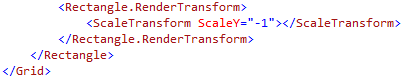 <Rectangle.RenderTransform>
<ScaleTransform ScaleY="-1"></ScaleTransform>
</Rectangle.RenderTransform>
</Rectangle>
</Grid>